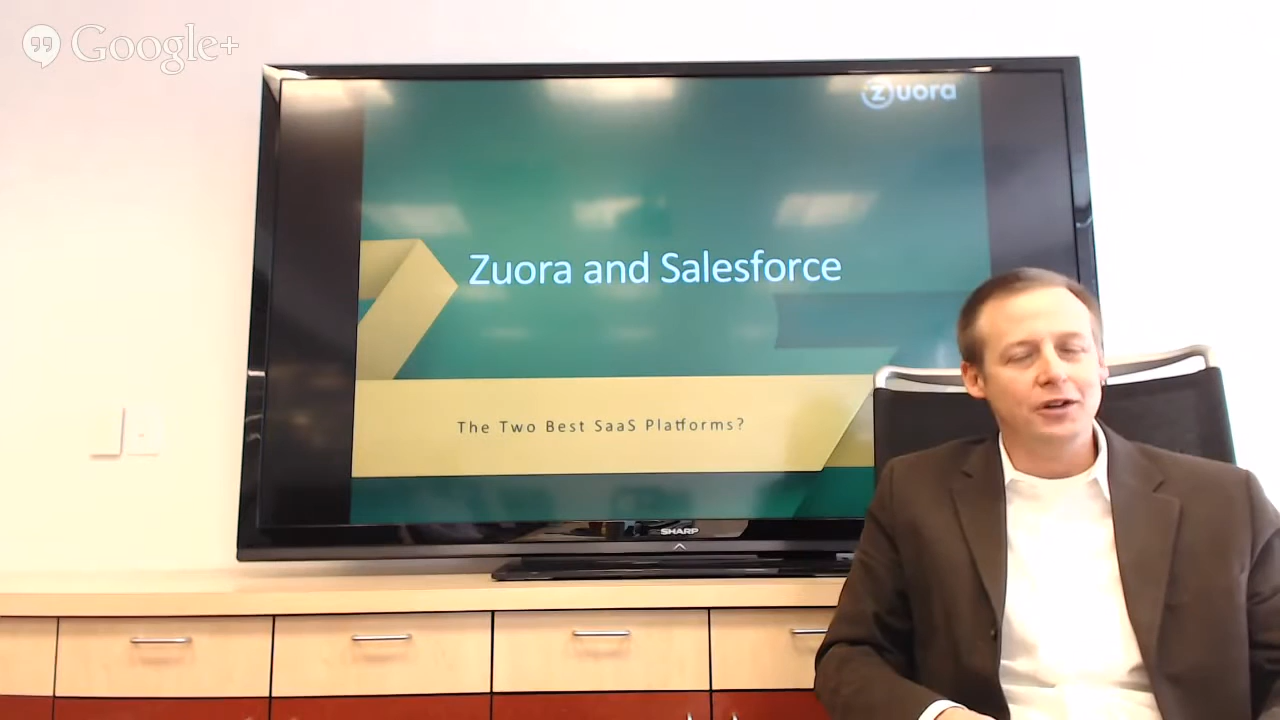 Google+
zuora
Zuora and Salesforce
The Two Best SaaS Platforms?
SHARP